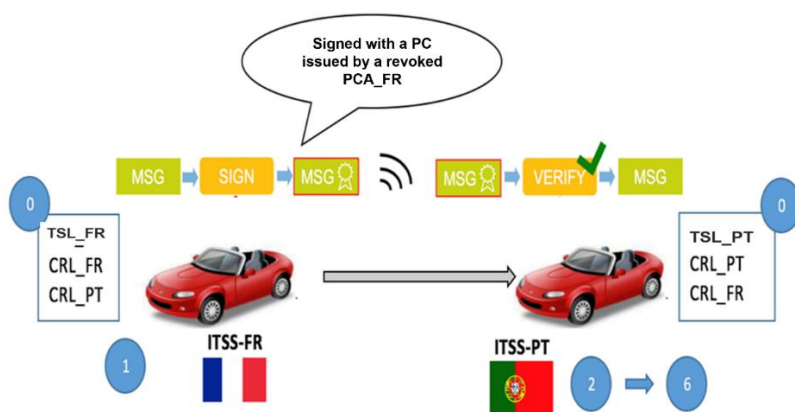 Signed with a PC
issued by a revoked
PCA_FR
MSG
SIGN
MSG
MSG
VERIFY
MSG
0
0
TSL_FR
CRL_FR
CRL_PT
TSL_PT
CRL_PT
CRL_FR
ITSS-FR
ITSS-PT
1
2
6